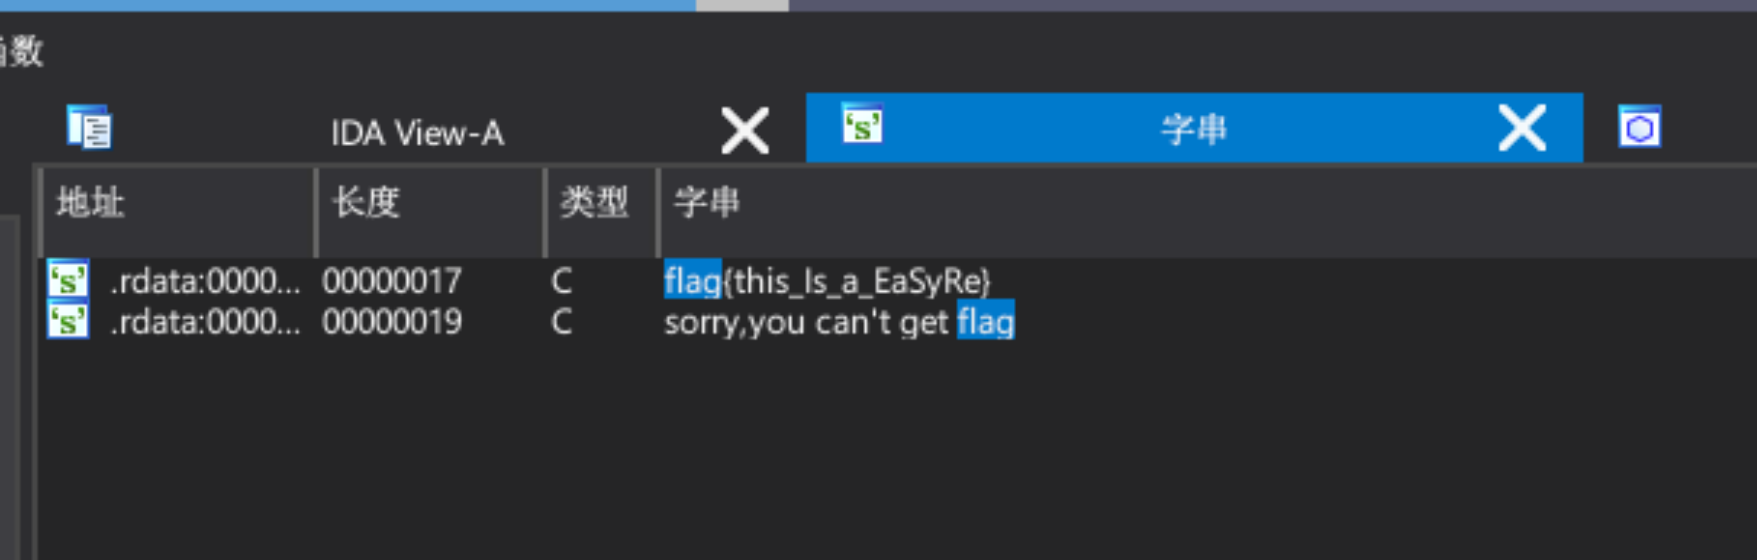 函数
IDA View-A 字串
地址 长度 类型 字串
.rdata:0000... 00000017 C flag{this_Is_a_EaSyRe}
.rdata:0000... 00000019 C sorry,you can't get flag